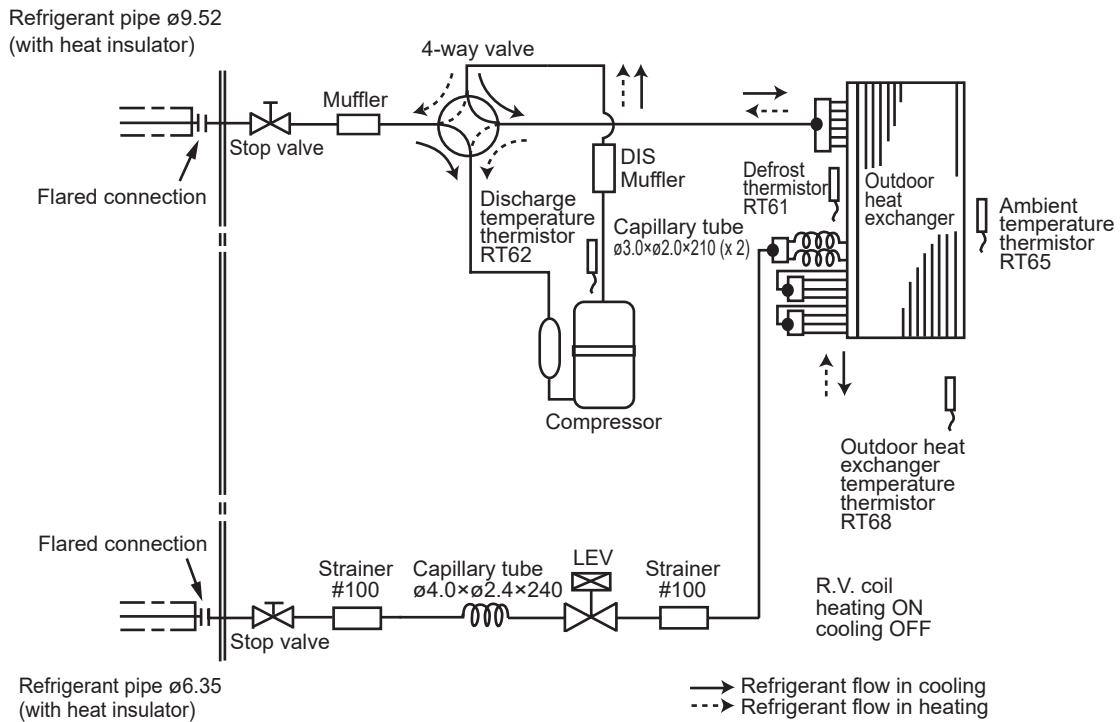 Refrigerant pipe ø9.52
(with heat insulator)
4-way valve
Muffler
Stop valve
Flared connection
DIS
Muffler
Discharge
temperature
thermistor
RT62
Capillary tube
ø3.0×ø2.0×210 (x 2)
Defrost
thermistor
RT61
Outdoor
heat
exchanger
Ambient
temperature
thermistor
RT65
Compressor
Outdoor heat
exchanger
temperature
thermistor
RT68
Flared connection
Strainer
#100
Capillary tube
ø4.0×ø2.4×240
LEV
Strainer
#100
R.V. coil
heating ON
cooling OFF
Stop valve
Refrigerant pipe ø6.35
(with heat insulator)
Refrigerant flow in cooling
Refrigerant flow in heating